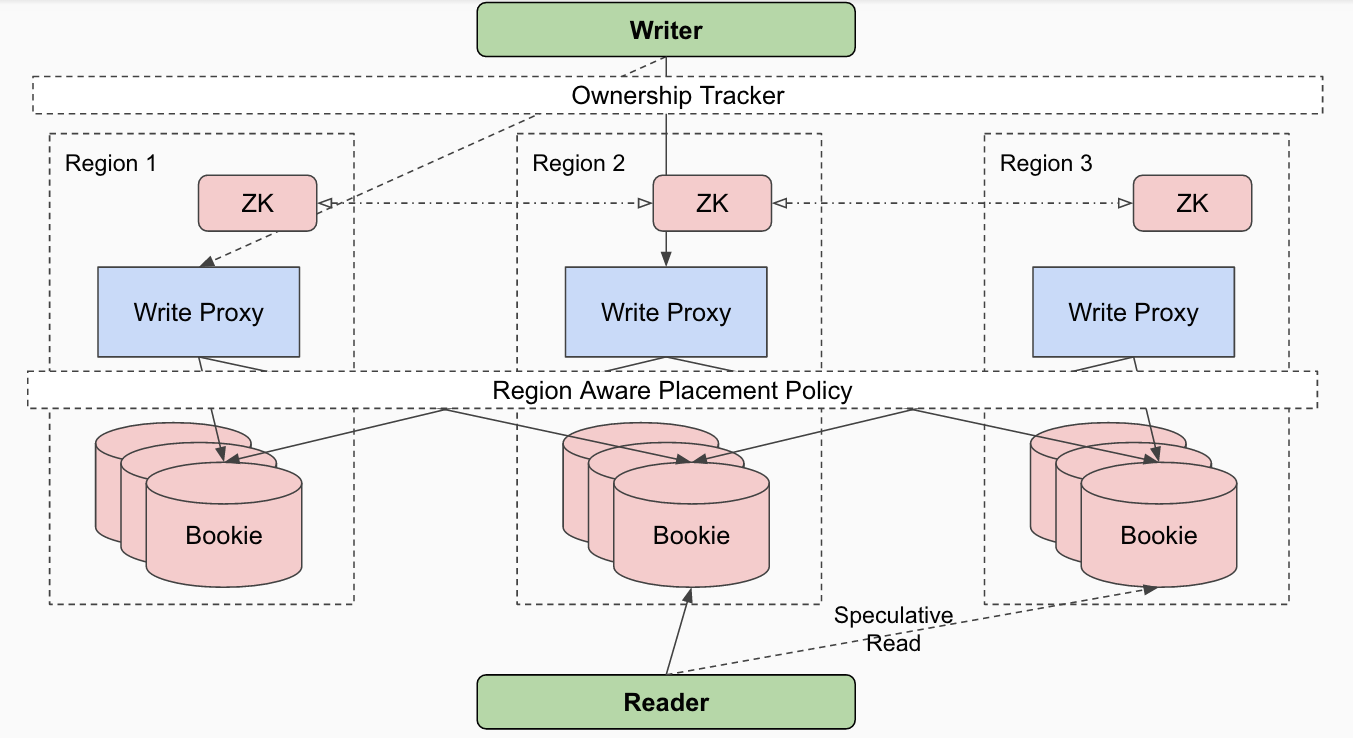 Writer
Ownership Tracker
Region 1
Region 2
Region 3
ZK
ZK
ZK
Write Proxy
Write Proxy
Write Proxy
Region Aware Placement Policy
Bookie
Bookie
Bookie
Speculative
Read
Reader